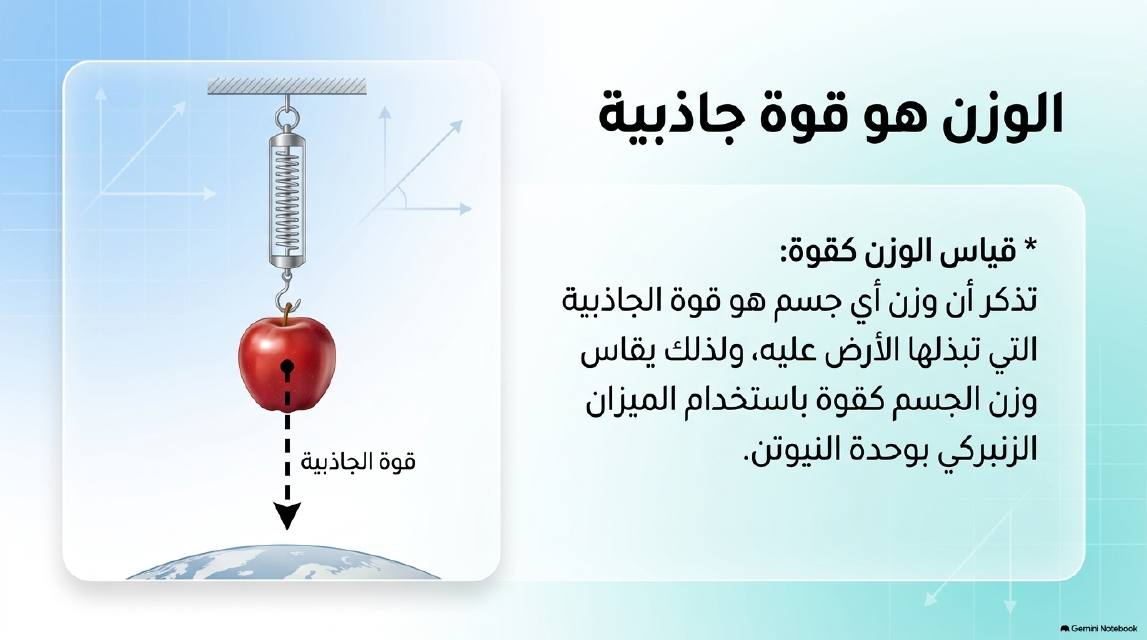 الوزن هو قوة جاذبية
* قياس الوزن كقوة:
تذكر أن وزن أي جسم هو قوة الجاذبية
التي تبذلها الأرض عليه، ولذلك يقاس
وزن الجسم كقوة باستخدام الميزان
الزنبركي بوحدة النيوتن.
قوة الجاذبية
Gemini Notebook